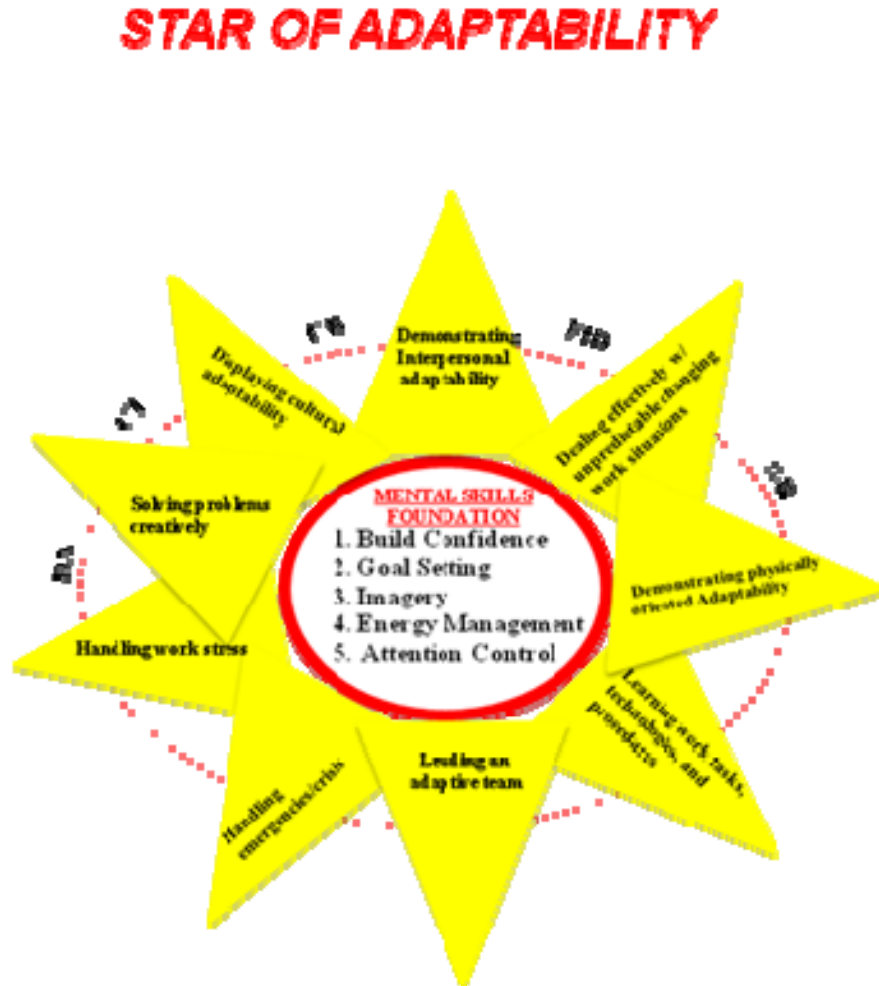 STAR OF ADAPTABILITY
Demonstrating
Interpersonal
adaptability
Dealing effectively w/
unpredictable changing
work situations
Demonstrating physically
oriented Adaptability
Learning work tasks,
technologies, and
procedures
Leading an
adaptive team
Handling
emergencies/crisis
Handling work stress
Solving problems
creatively
Displaying cultural
adaptability
MENTAL SKILLS
FOUNDATION
1. Build Confidence
2. Goal Setting
3. Imagery
4. Energy Management
5. Attention Control